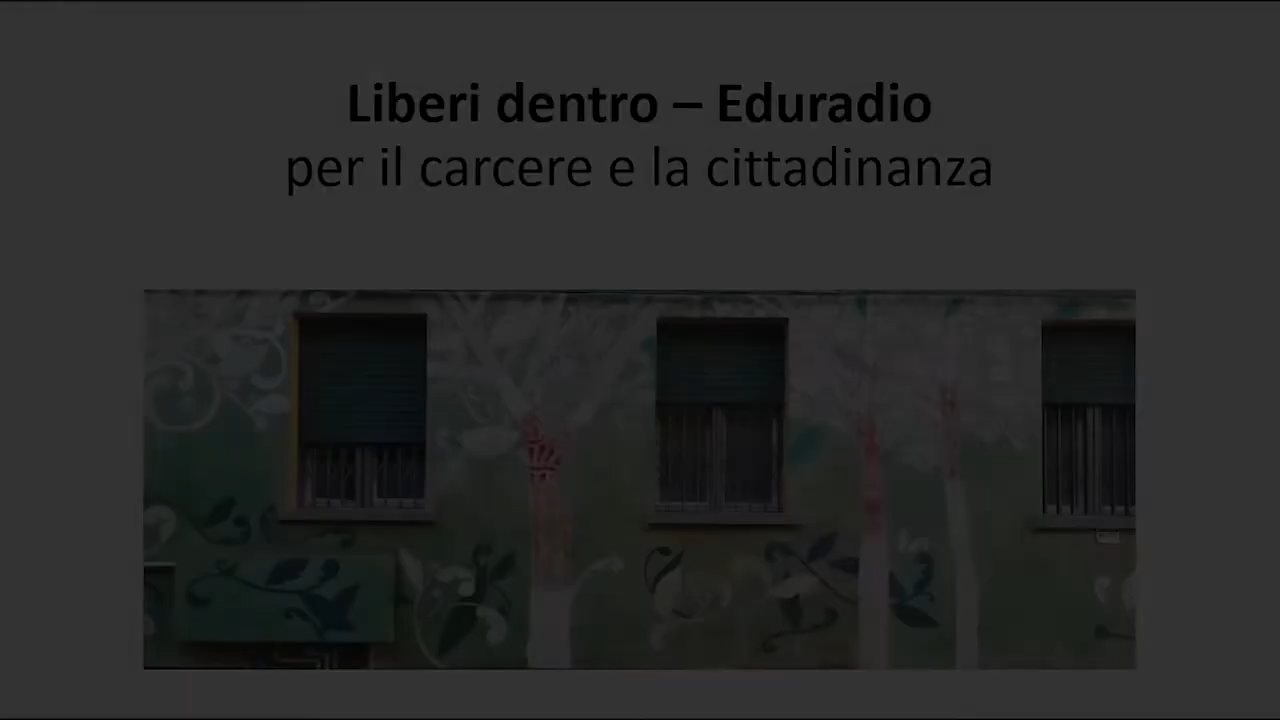 Liberi dentro – Eduradio
per il carcere e la cittadinanza